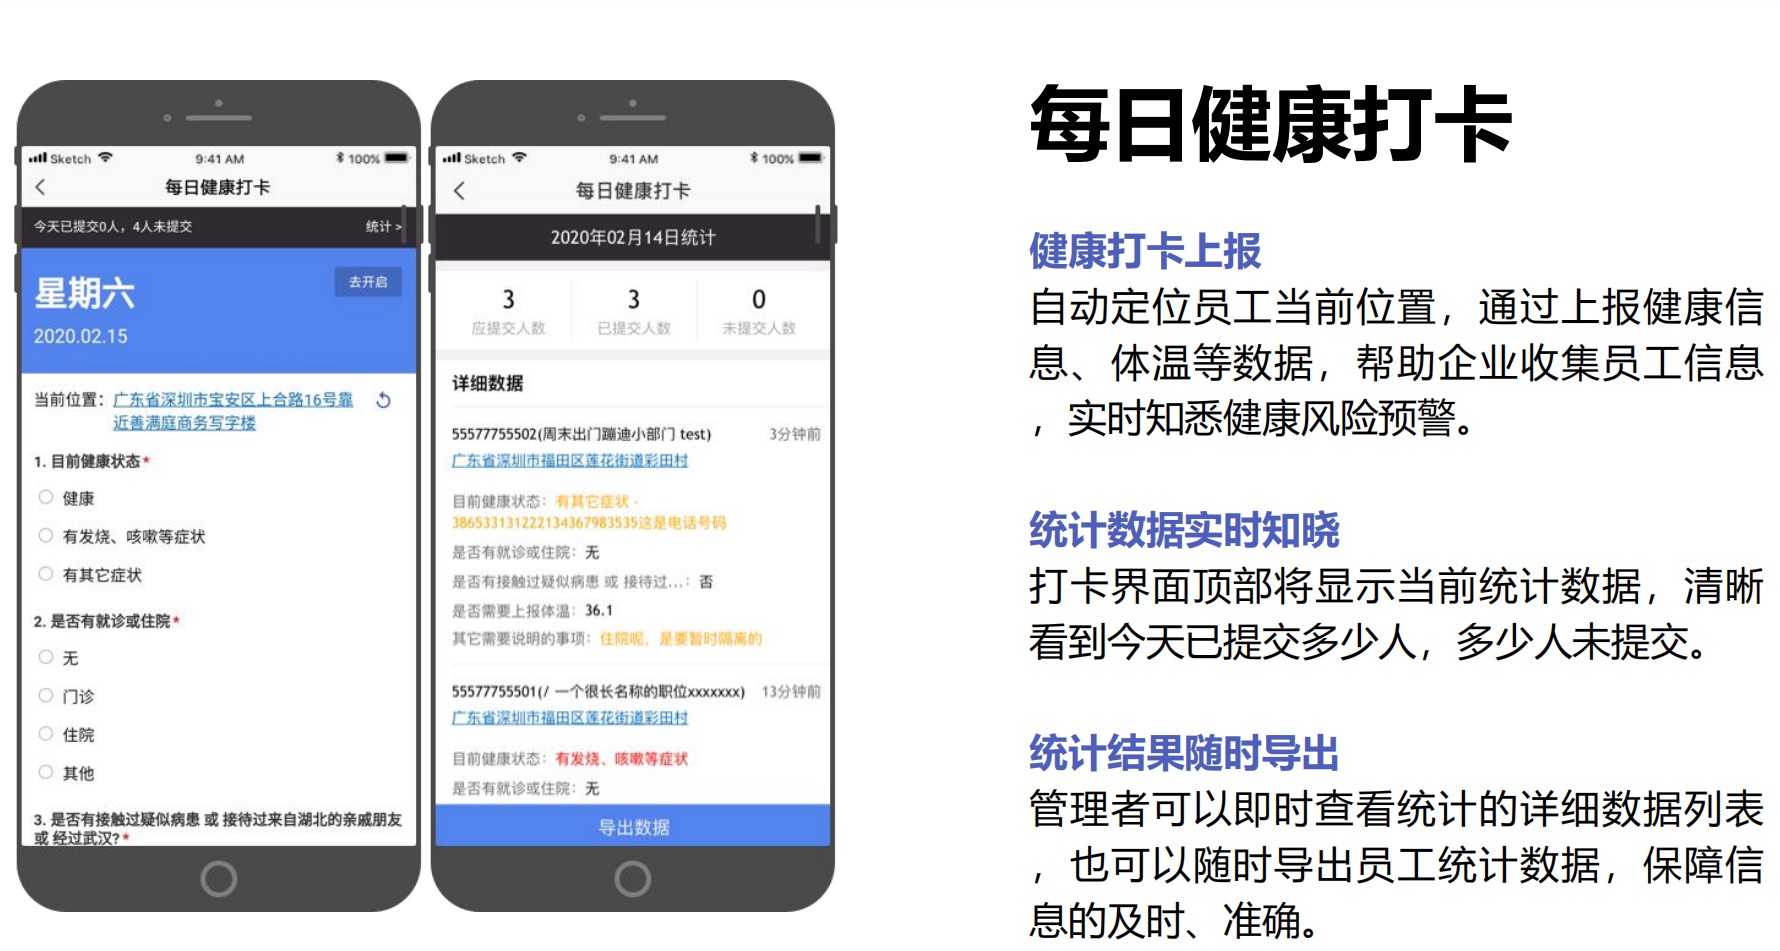 Sketch 9:41 AM 100%
每日健康打卡
今天已提交0人，4人未提交 统计 >
星期六 去开启
2020.02.15
当前位置：广东省深圳市宝安区上合路16号靠
近善满庭商务写字楼
1. 目前健康状态*
健康
有发烧、咳嗽等症状
有其它症状
2. 是否有就诊或住院*
无
门诊
住院
其他
3. 是否有接触过疑似病患 或 接待过来自湖北的亲戚朋友
或 经过武汉?*
Sketch 9:41 AM 100%
每日健康打卡
2020年02月14日统计
3 3 0
应提交人数 已提交人数 未提交人数
详细数据
55577755502(周末出门蹦迪小部门 test) 3分钟前
广东省深圳市福田区莲花街道彩田村
目前健康状态：有其它症状 -
386533131222134367983535这是电话号码
是否有就诊或住院：无
是否有接触过疑似病患 或 接待过...：否
是否需要上报体温：36.1
其它需要说明的事项：住院呢，是要暂时隔离的
55577755501(/ 一个很长名称的职位xxxxxxx) 13分钟前
广东省深圳市福田区莲花街道彩田村
目前健康状态：有发烧、咳嗽等症状
是否有就诊或住院：无
导出数据
每日健康打卡
健康打卡上报
自动定位员工当前位置，通过上报健康信
息、体温等数据，帮助企业收集员工信息
，实时知悉健康风险预警。
统计数据实时知晓
打卡界面顶部将显示当前统计数据，清晰
看到今天已提交多少人，多少人未提交。
统计结果随时导出
管理者可以即时查看统计的详细数据列表
，也可以随时导出员工统计数据，保障信
息的及时、准确。